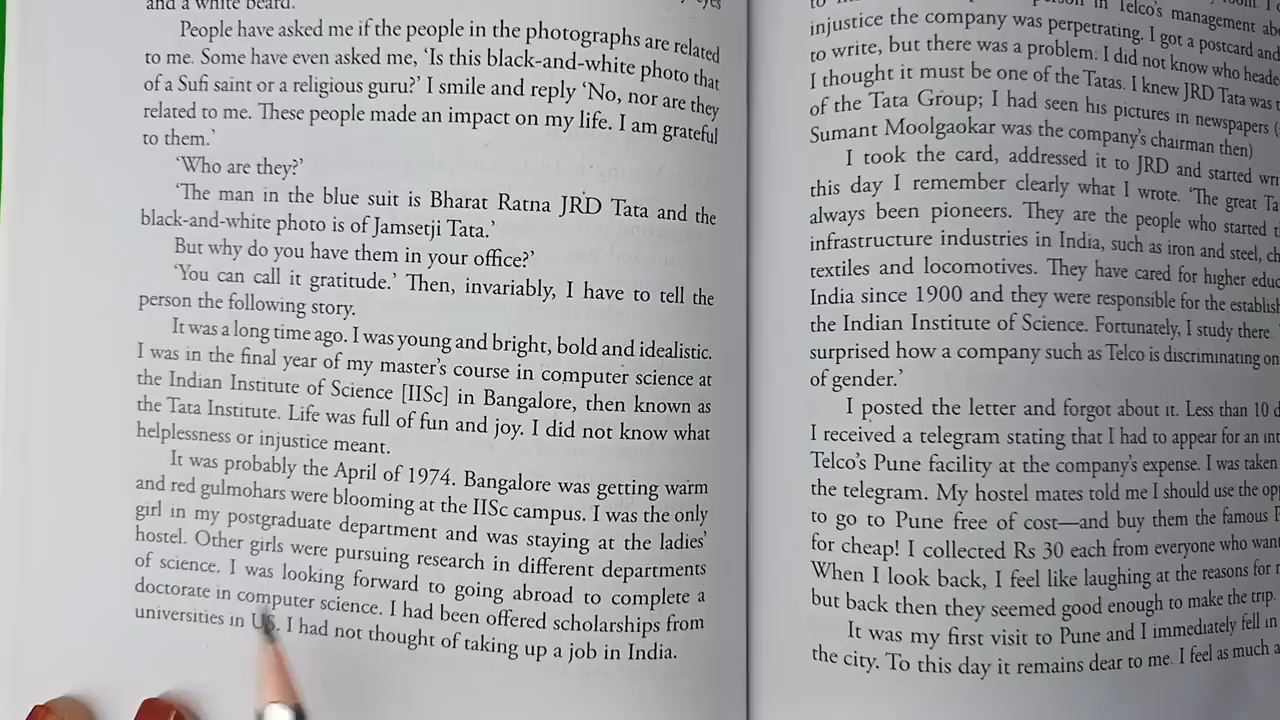 and a white beard.
eyes
People have asked me if the people in the photographs are related
to me. Some have even asked me, ‘Is this black-and-white photo that
of a Sufi saint or a religious guru?’ I smile and reply ‘No, nor are they
related to me. These people made an impact on my life. I am grateful
to them.’
‘Who are they?’
‘The man in the blue suit is Bharat Ratna JRD Tata and the
black-and-white photo is of Jamsetji Tata.’
But why do you have them in your office?’
‘You can call it gratitude.’ Then, invariably, I have to tell the
person the following story.
It was a long time ago. I was young and bright, bold and idealistic.
I was in the final year of my master’s course in computer science at
the Indian Institute of Science [IISc] in Bangalore, then known as
the Tata Institute. Life was full of fun and joy. I did not know what
helplessness or injustice meant.
It was probably the April of 1974. Bangalore was getting warm
and red gulmohars were blooming at the IISc campus. I was the only
girl in my postgraduate department and was staying at the ladies’
hostel. Other girls were pursuing research in different departments
of science. I was looking forward to going abroad to complete a
doctorate in computer science. I had been offered scholarships from
universities in US. I had not thought of taking up a job in India.
in Telco’s management
injustice the company was perpetrating. I got a postcard and
to write, but there was a problem: I did not know who
I thought it must be one of the Tatas. I knew JRD Tata was
of the Tata Group; I had seen his pictures in newspapers
Sumant Moolgaokar was the company’s chairman then)
I took the card, addressed it to JRD and started
this day I remember clearly what I wrote. ‘The great
always been pioneers. They are the people who started
infrastructure industries in India, such as iron and steel,
textiles and locomotives. They have cared for higher
India since 1900 and they were responsible for the
the Indian Institute of Science. Fortunately, I study there.
surprised how a company such as Telco is discriminating on
of gender.’
I posted the letter and forgot about it. Less than 10
I received a telegram stating that I had to appear for an
Telco’s Pune facility at the company’s expense. I was taken
the telegram. My hostel mates told me I should use the
to go to Pune free of cost—and buy them the famous
for cheap! I collected Rs 30 each from everyone who
When I look back, I feel like laughing at the reasons for
but back then they seemed good enough to make the trip.
It was my first visit to Pune and I immediately fell in
the city. To this day it remains dear to me. I feel as much